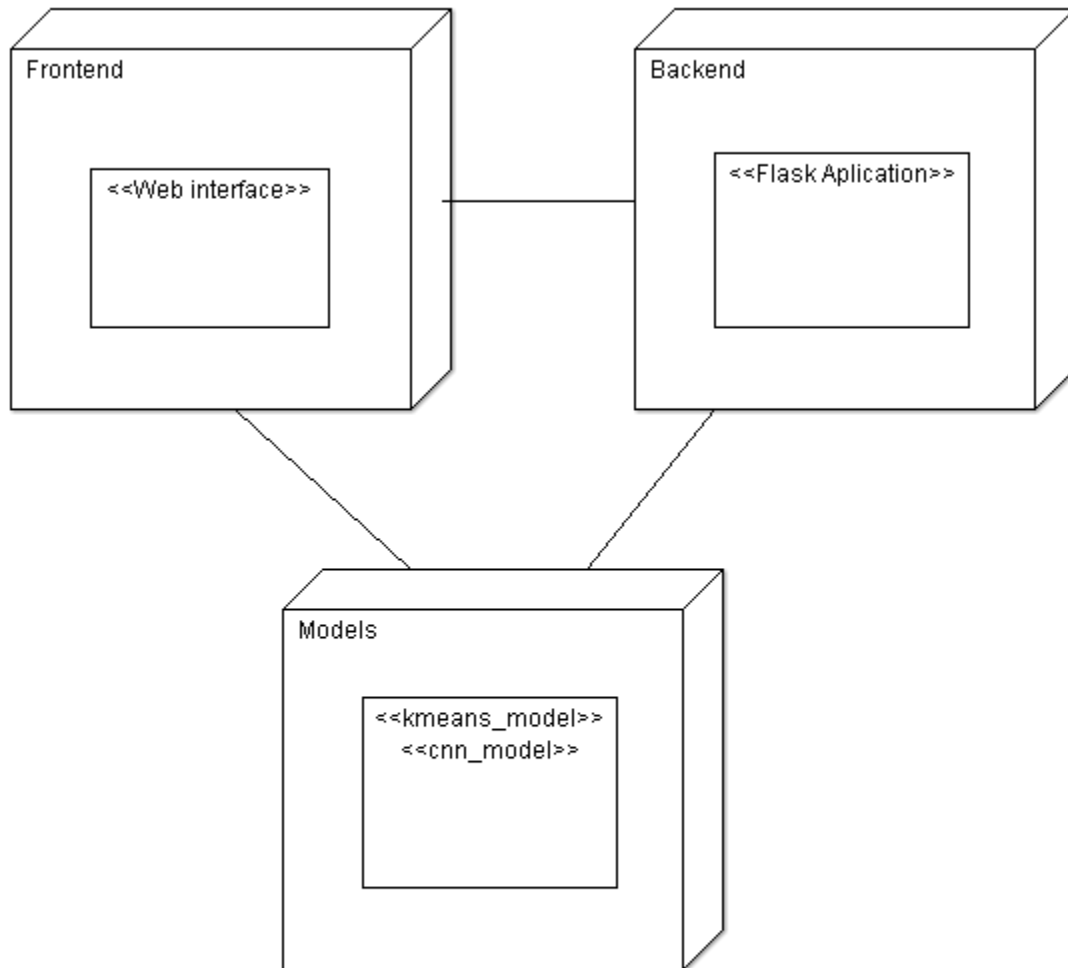 Frontend
<<Web interface>>
Backend
<<Flask Aplication>>
Models
<<kmeans_model>>
<<cnn_model>>